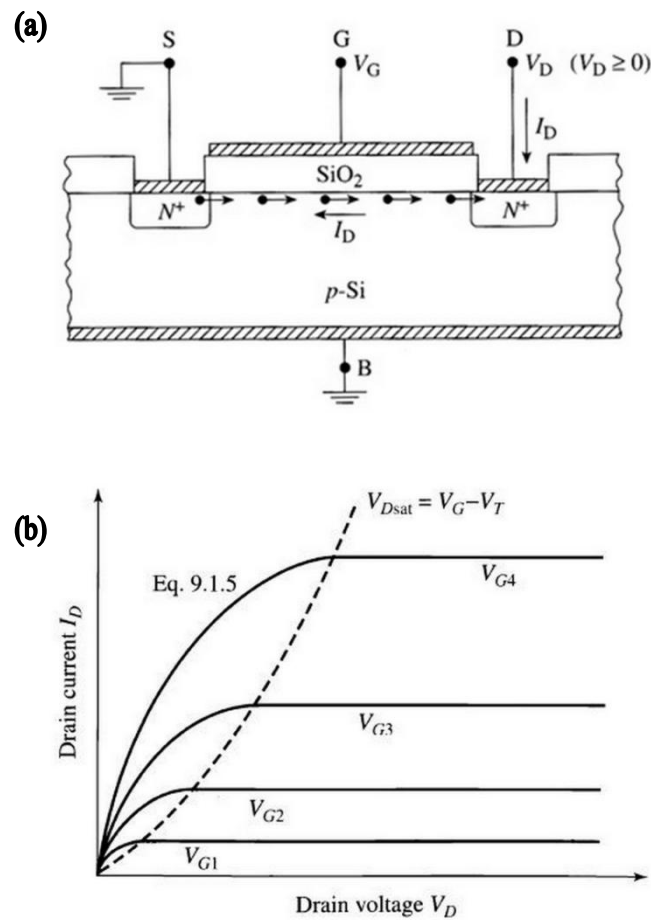 (a)
S G D
V_G V_D (V_D ≥ 0)
I_D
SiO₂
N⁺ N⁺
I_D
p-Si
B
(b)
V_Dsat = V_G–V_T
Eq. 9.1.5
V_G4
V_G3
V_G2
V_G1
Drain current I_D
Drain voltage V_D